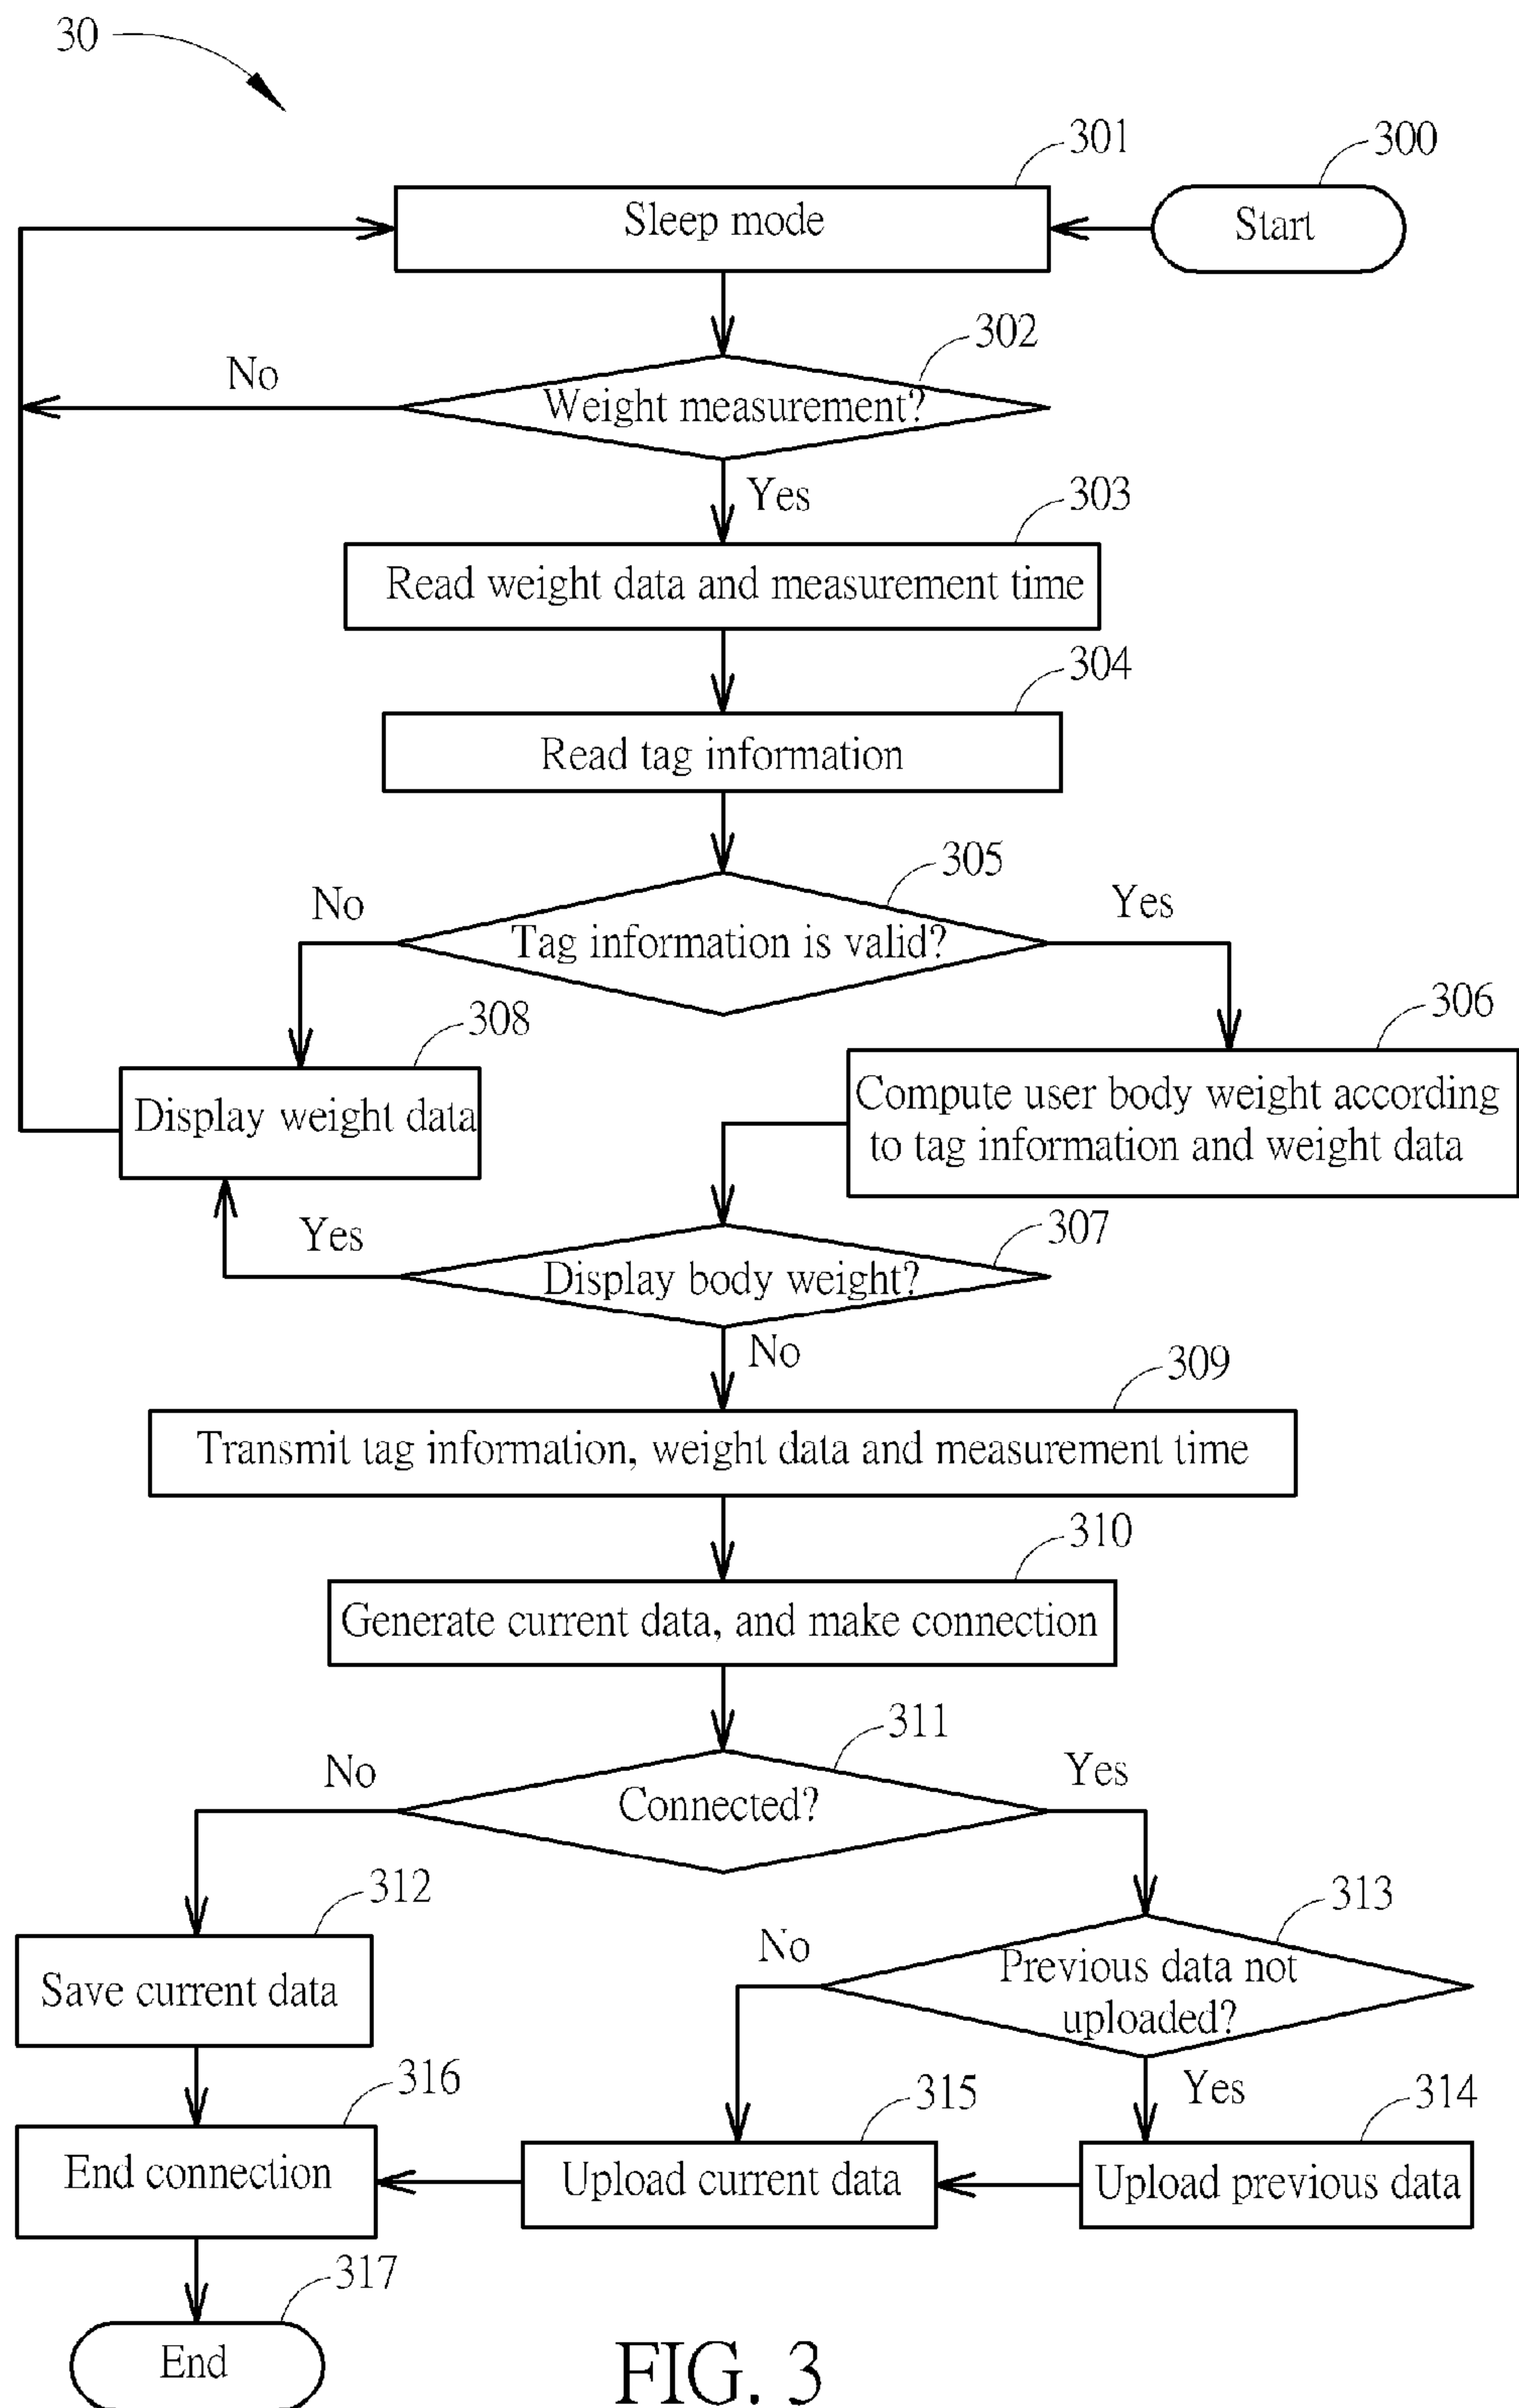 30
301
300
Sleep mode
Start
302
No
Weight measurement?
Yes
303
Read weight data and measurement time
304
Read tag information
305
No
Yes
Tag information is valid?
308
306
Display weight data
Compute user body weight according
to tag information and weight data
307
Yes
Display body weight?
No
309
Transmit tag information, weight data and measurement time
310
Generate current data, and make connection
311
No
Yes
Connected?
312
313
No
Previous data not
uploaded?
Save current data
316
315
Yes
314
End connection
Upload current data
Upload previous data
317
End
FIG. 3